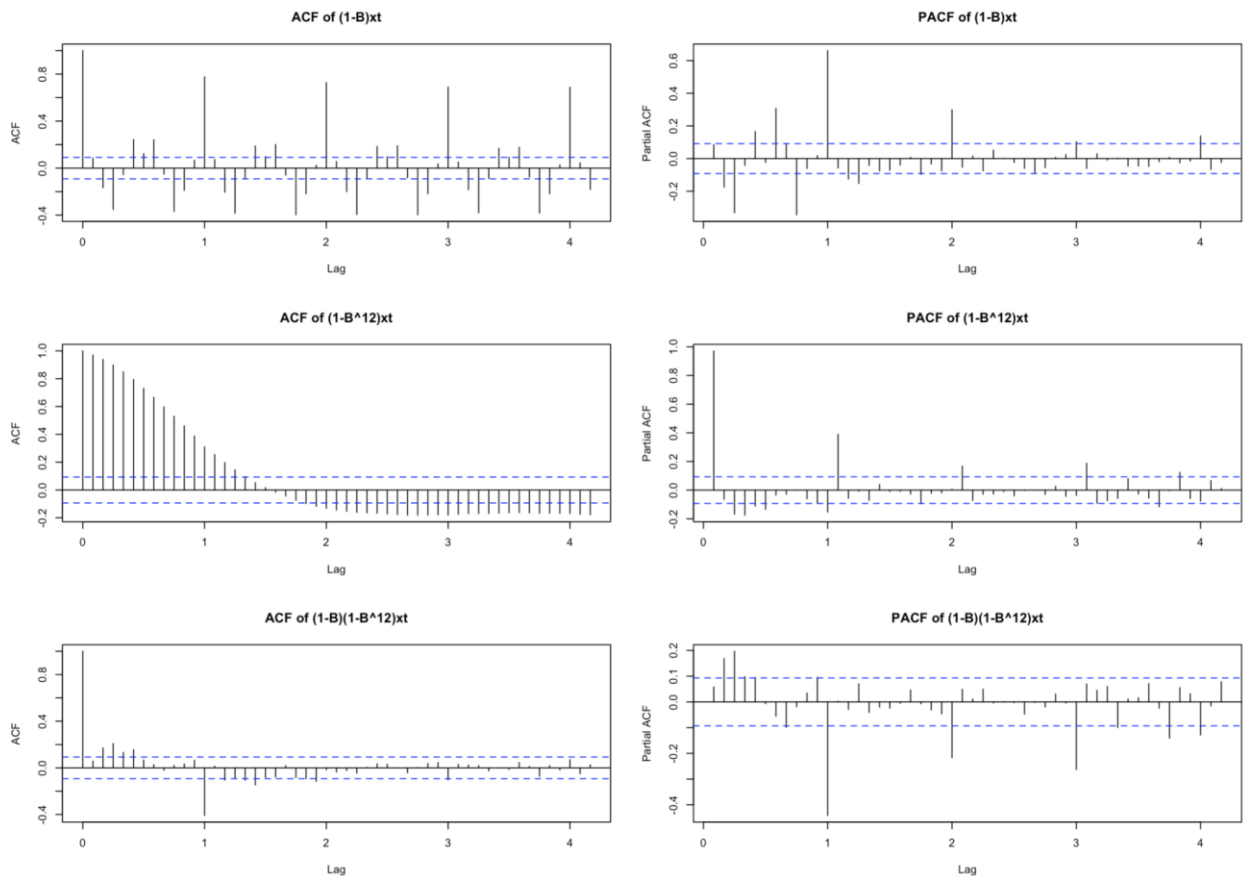 ACF of (1-B)xt
ACF
0.8
0.4
0.0
-0.4
0 1 2 3 4
Lag
PACF of (1-B)xt
Partial ACF
0.6
0.4
0.2
0.0
-0.2
0 1 2 3 4
Lag
ACF of (1-B^12)xt
ACF
1.0
0.8
0.6
0.4
0.2
0.0
-0.2
0 1 2 3 4
Lag
PACF of (1-B^12)xt
Partial ACF
1.0
0.8
0.6
0.4
0.2
0.0
-0.2
0 1 2 3 4
Lag
ACF of (1-B)(1-B^12)xt
ACF
0.8
0.4
0.0
-0.4
0 1 2 3 4
Lag
PACF of (1-B)(1-B^12)xt
Partial ACF
0.2
0.1
0.0
-0.2
-0.4
0 1 2 3 4
Lag